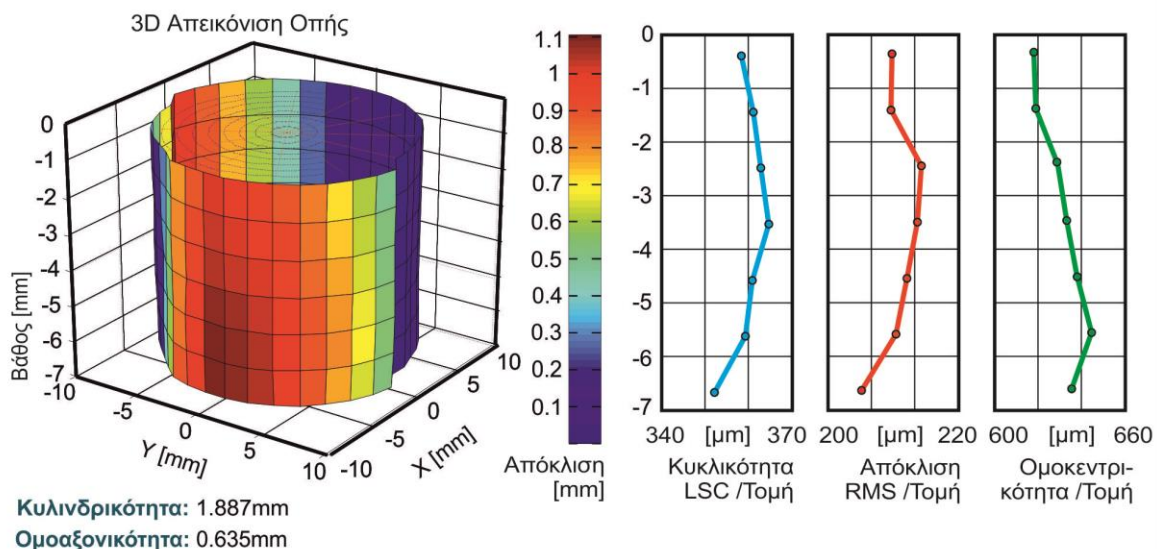 3D Απεικόνιση Οπής
0
-1
-2
-3
-4
-5
-6
-7
Βάθος [mm]
-10
-5
0
5
10
Y [mm]
-10
-5
0
5
10
X [mm]
1.1
1
0.9
0.8
0.7
0.6
0.5
0.4
0.3
0.2
0.1
Απόκλιση
[mm]
0
-1
-2
-3
-4
-5
-6
-7
340 [μm] 370
Κυκλικότητα
LSC /Τομή
200 [μm] 220
Απόκλιση
RMS /Τομή
600 [μm] 660
Ομοκεντρι-
κότητα /Τομή
Κυλινδρικότητα: 1.887mm
Ομοαξονικότητα: 0.635mm